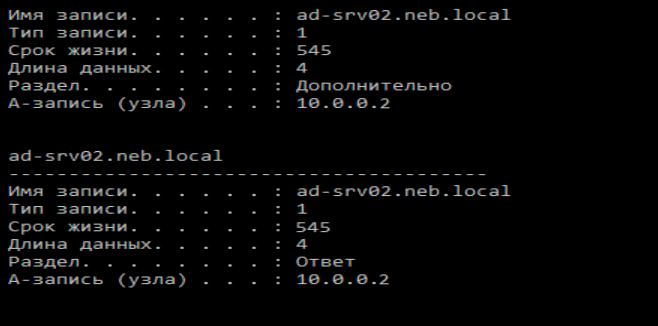 Имя записи. . . . . . : ad-srv02.neb.local
Тип записи. . . . . . : 1
Срок жизни. . . . . . : 545
Длина данных. . . . . : 4
Раздел. . . . . . . . : Дополнительно
А-запись (узла) . . . : 10.0.0.2
ad-srv02.neb.local
----------------------------------------
Имя записи. . . . . . : ad-srv02.neb.local
Тип записи. . . . . . : 1
Срок жизни. . . . . . : 545
Длина данных. . . . . : 4
Раздел. . . . . . . . : Ответ
А-запись (узла) . . . : 10.0.0.2